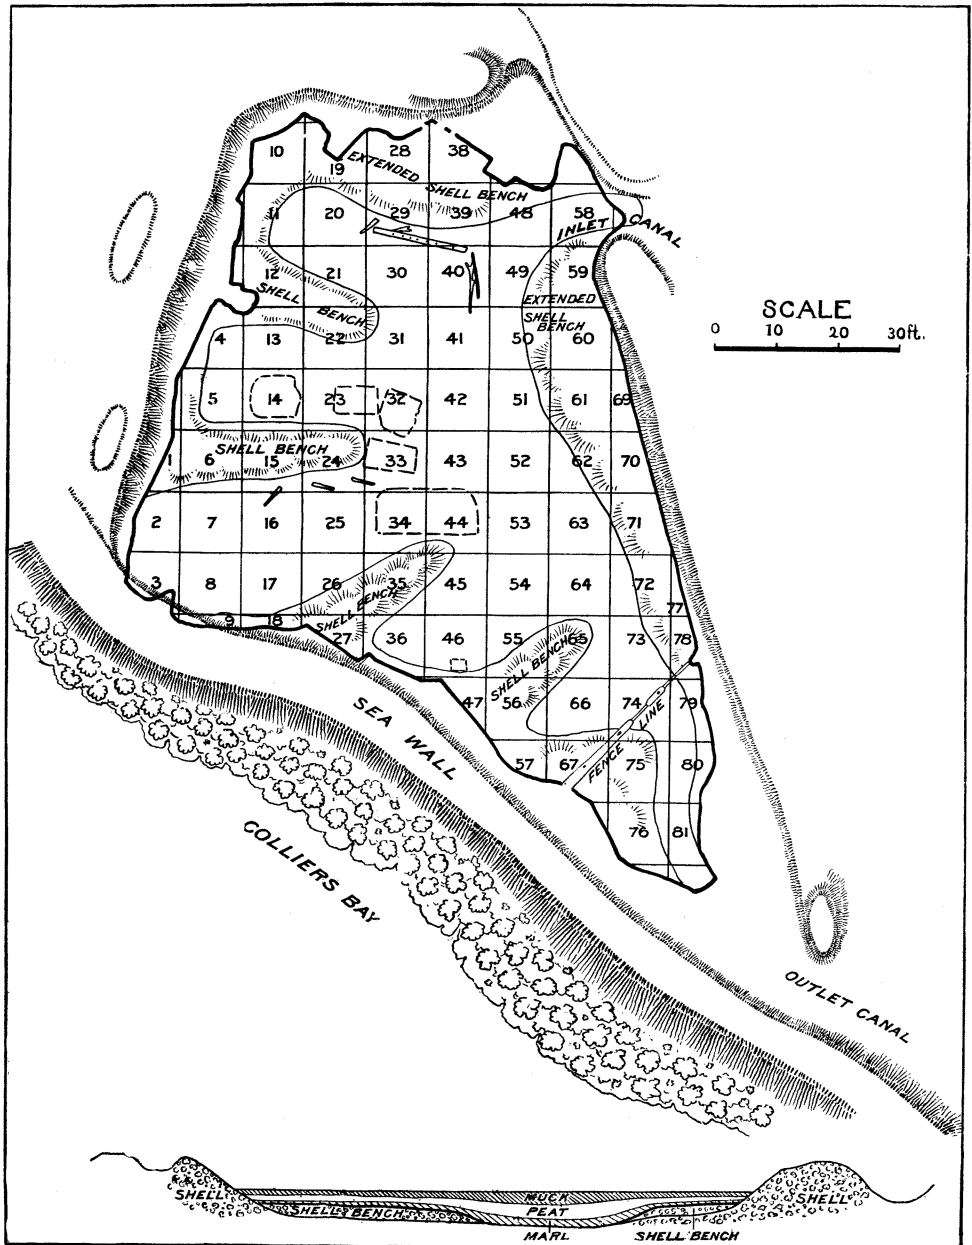 10 19 28 38
EXTENDED SHELL BENCH
11 20 29 39 48 58
INLET CANAL
12 21 30 40 49 59
SHELL BENCH
EXTENDED
SHELL
BENCH
4 13 22 31 41 50 60
SCALE
0 10 20 30ft.
5 14 23 32 42 51 61 69
SHELL BENCH
1 6 15 24 33 43 52 62 70
2 7 16 25 34 44 53 63 71
3 8 17 26 35 45 54 64 72
77
SHELL BENCH
9 18 27 36 46 55 65 73 78
SHELL BENCH
47 56 66 74 79
FENCE LINE
57 67 75 80
76 81
SEA WALL
COLLIERS BAY
OUTLET CANAL
SHELL MUCK SHELL
SHELL BENCH PEAT
MARL SHELL BENCH